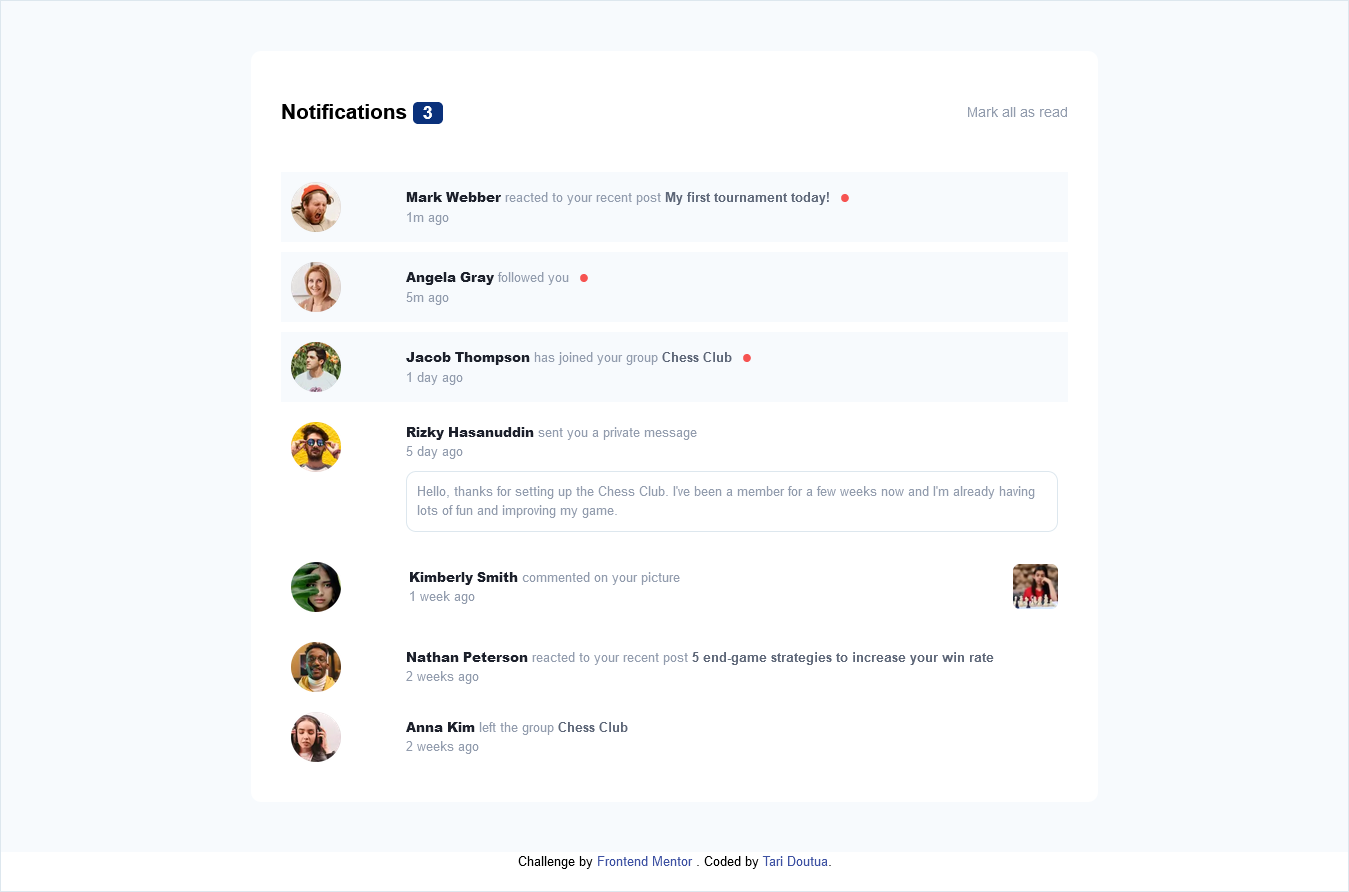 Notifications 3
Mark all as read
Mark Webber reacted to your recent post My first tournament today!
1m ago
Angela Gray followed you
5m ago
Jacob Thompson has joined your group Chess Club
1 day ago
Rizky Hasanuddin sent you a private message
5 day ago
Hello, thanks for setting up the Chess Club. I've been a member for a few weeks now and I'm already having
lots of fun and improving my game.
Kimberly Smith commented on your picture
1 week ago
Nathan Peterson reacted to your recent post 5 end-game strategies to increase your win rate
2 weeks ago
Anna Kim left the group Chess Club
2 weeks ago
Challenge by Frontend Mentor . Coded by Tari Doutua.